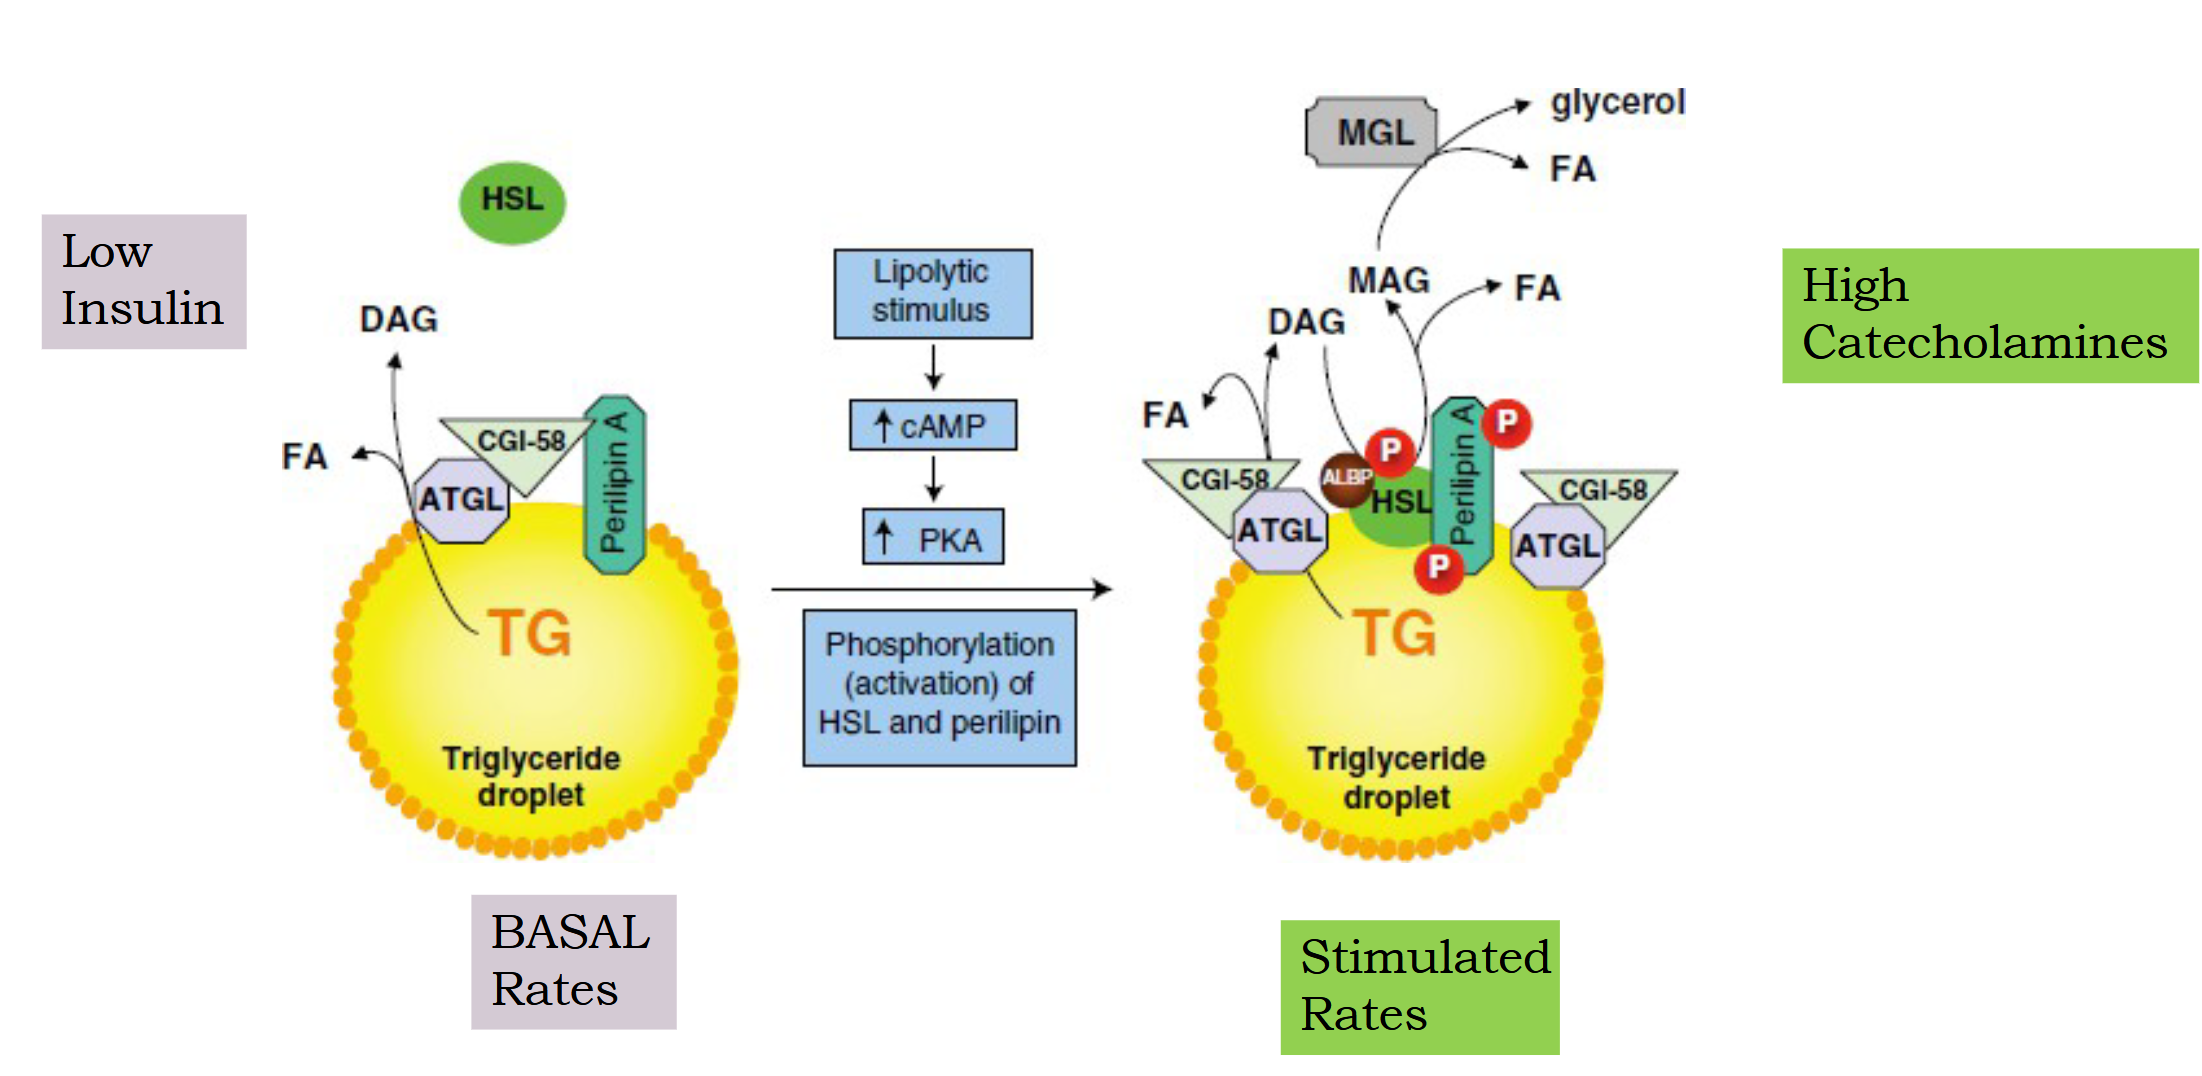 Low
Insulin
HSL
DAG
FA
CGI-58
ATGL
Perilipin A
TG
Triglyceride
droplet
BASAL
Rates
Lipolytic
stimulus
cAMP
PKA
Phosphorylation
(activation) of
HSL and perilipin
MGL
glycerol
FA
MAG
FA
DAG
FA
CGI-58
ATGL
ALBP
P
HSL
Perilipin A
P
P
CGI-58
ATGL
TG
Triglyceride
droplet
High
Catecholamines
Stimulated
Rates